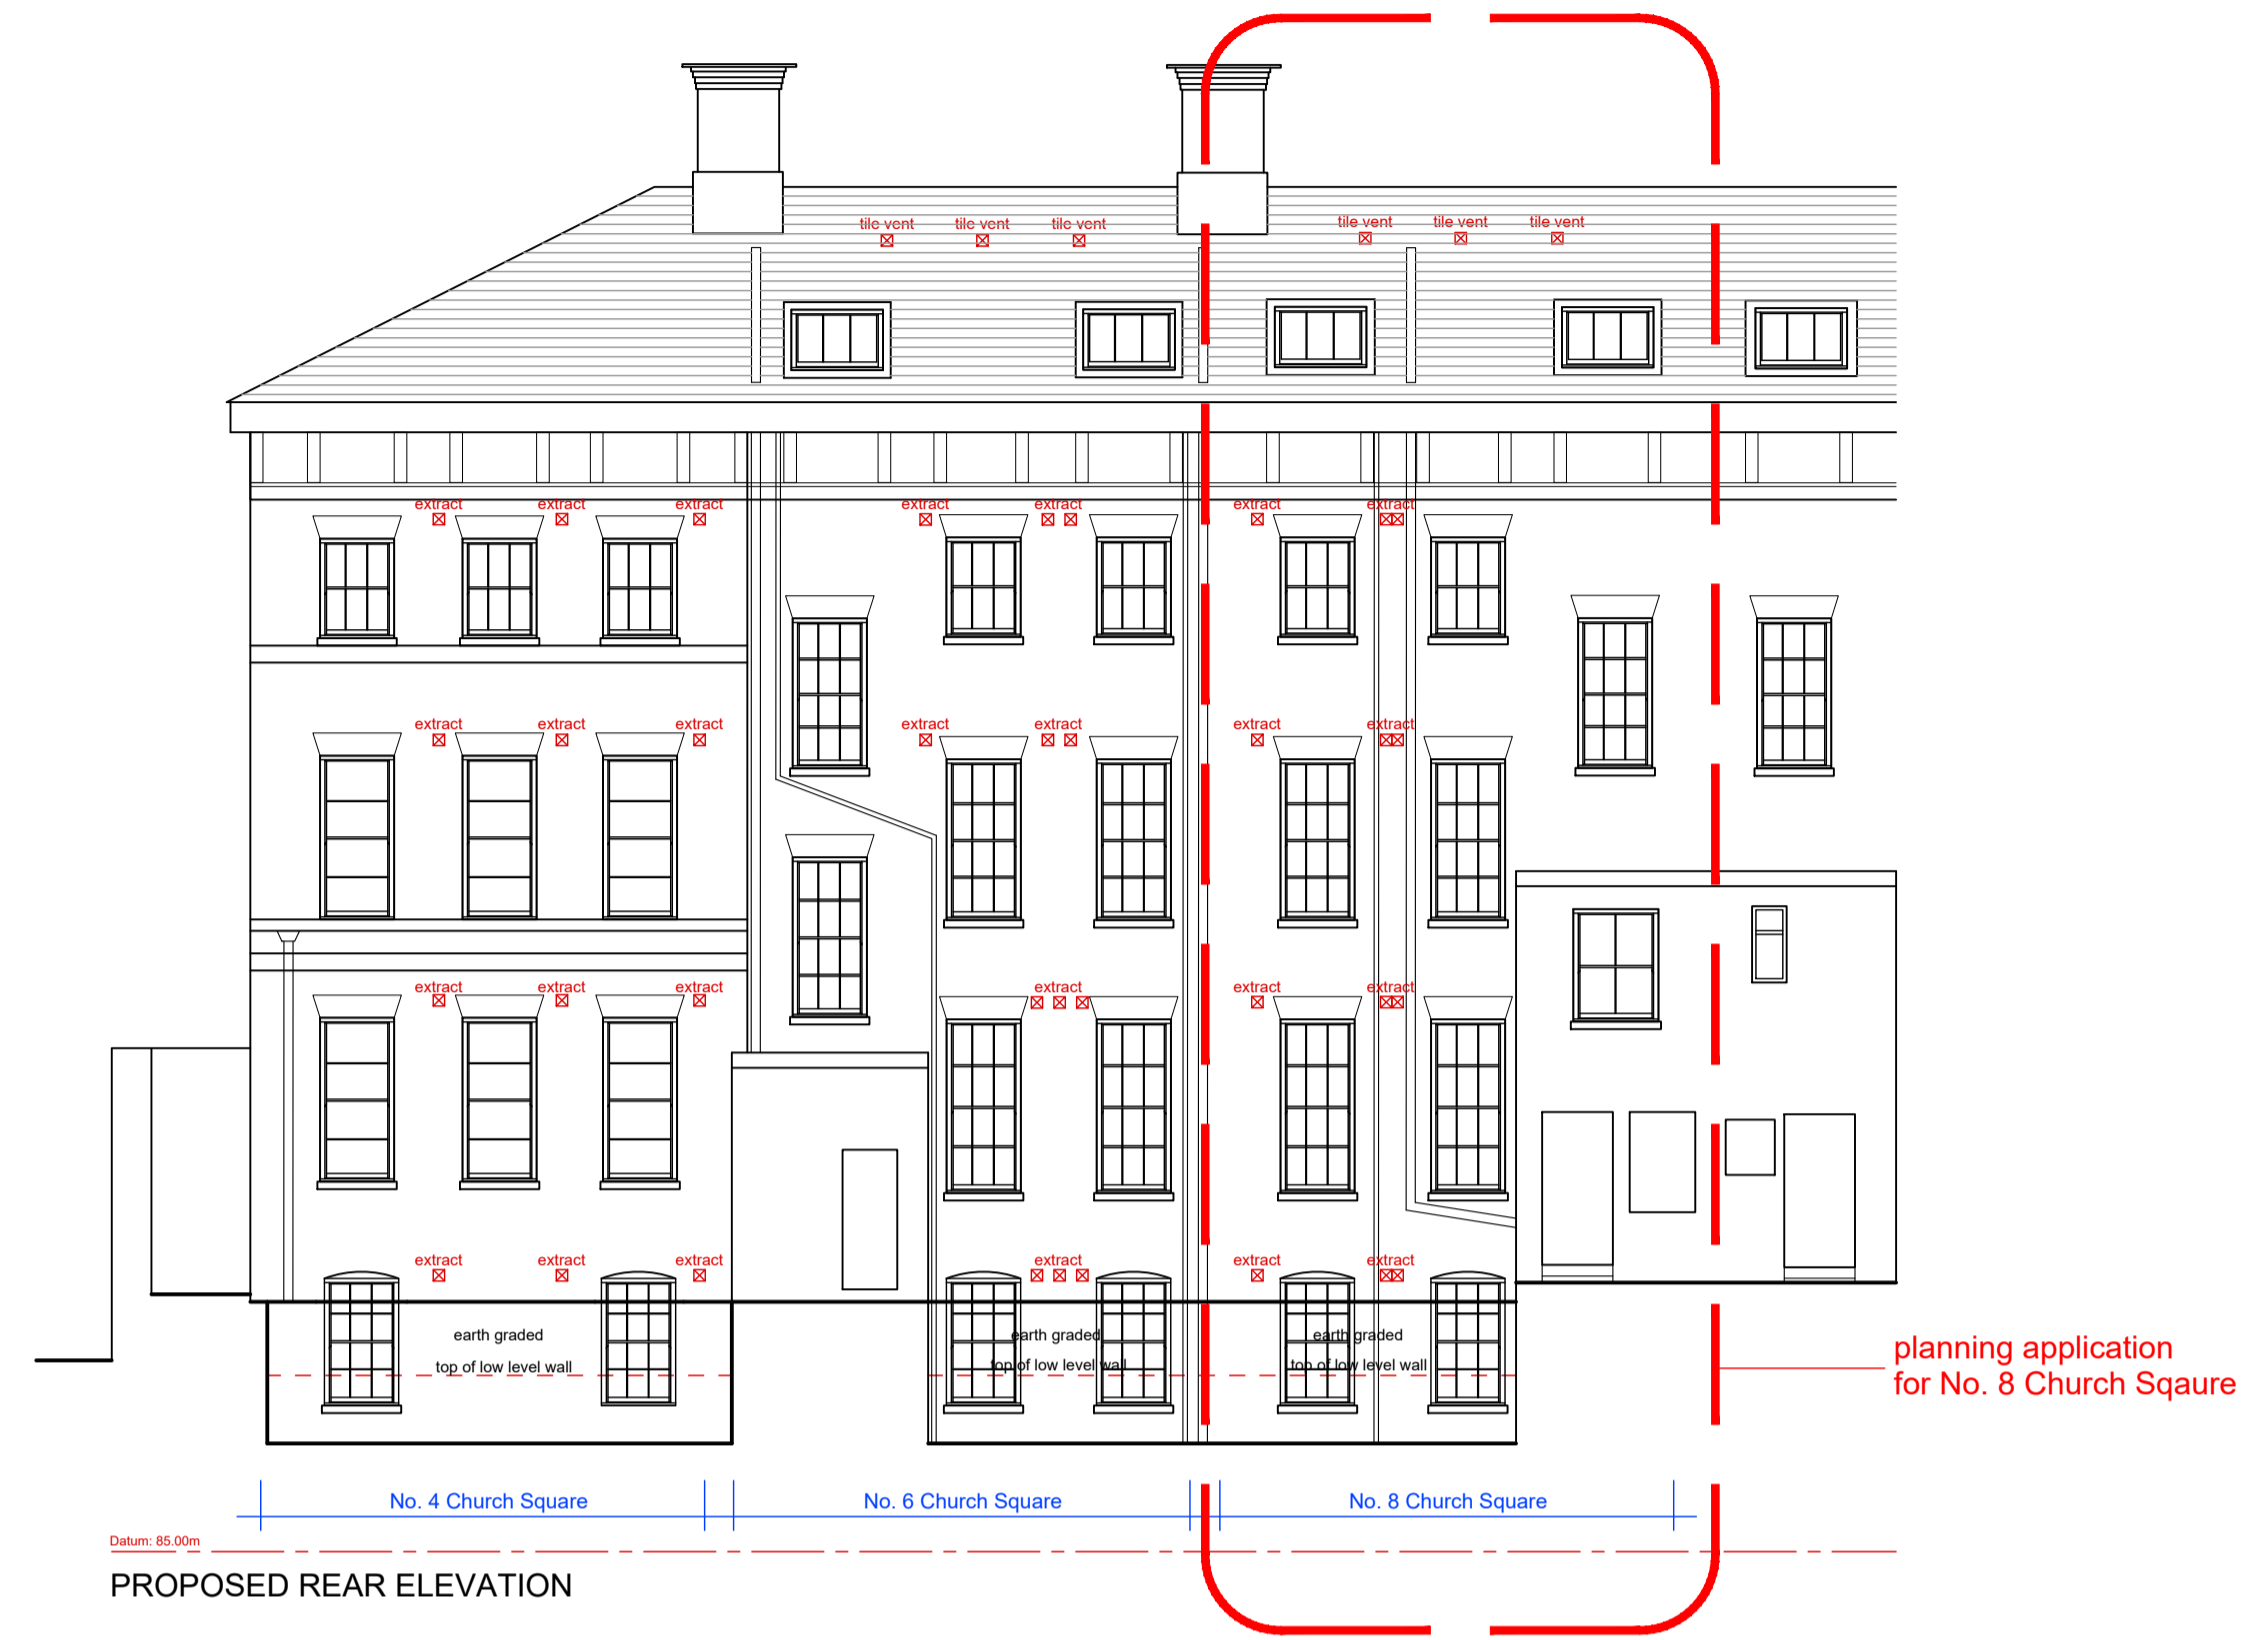 tile vent tile vent tile vent tile vent tile vent tile vent
extract extract extract extract extract extract extract
extract extract extract extract extract extract extract
extract extract extract extract extract extract
extract extract extract extract extract extract
earth graded earth graded earth graded
top of low level wall top of low level wall top of low level wall
planning application
for No. 8 Church Sqaure
No. 4 Church Square No. 6 Church Square No. 8 Church Square
Datum: 85.00m
PROPOSED REAR ELEVATION